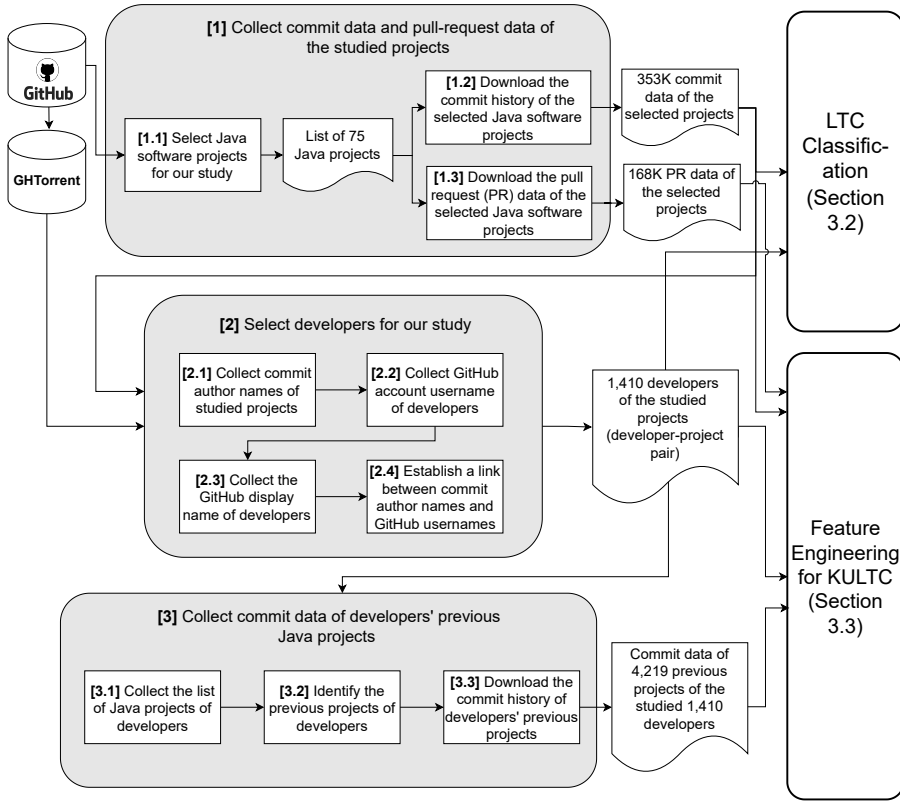 [1] Collect commit data and pull-request data of
the studied projects
GitHub
GHTorrent
[1.1] Select Java
software projects
for our study
List of 75
Java projects
[1.2] Download the
commit history of the
selected Java software
projects
[1.3] Download the pull
request (PR) data of the
selected Java software
projects
353K commit
data of the
selected projects
168K PR data of
the selected
projects
LTC
Classific-
ation
(Section
3.2)
[2] Select developers for our study
[2.1] Collect commit
author names of
studied projects
[2.2] Collect GitHub
account username
of developers
[2.3] Collect the
GitHub display
name of developers
[2.4] Establish a link
between commit
author names and
GitHub usernames
1,410 developers
of the studied
projects
(developer-project
pair)
Feature
Engineering
for KULTC
(Section
3.3)
[3] Collect commit data of developers' previous
Java projects
[3.1] Collect the list
of Java projects of
developers
[3.2] Identify the
previous projects of
developers
[3.3] Download the
commit history of
developers' previous
projects
Commit data of
4,219 previous
projects of the
studied 1,410
developers